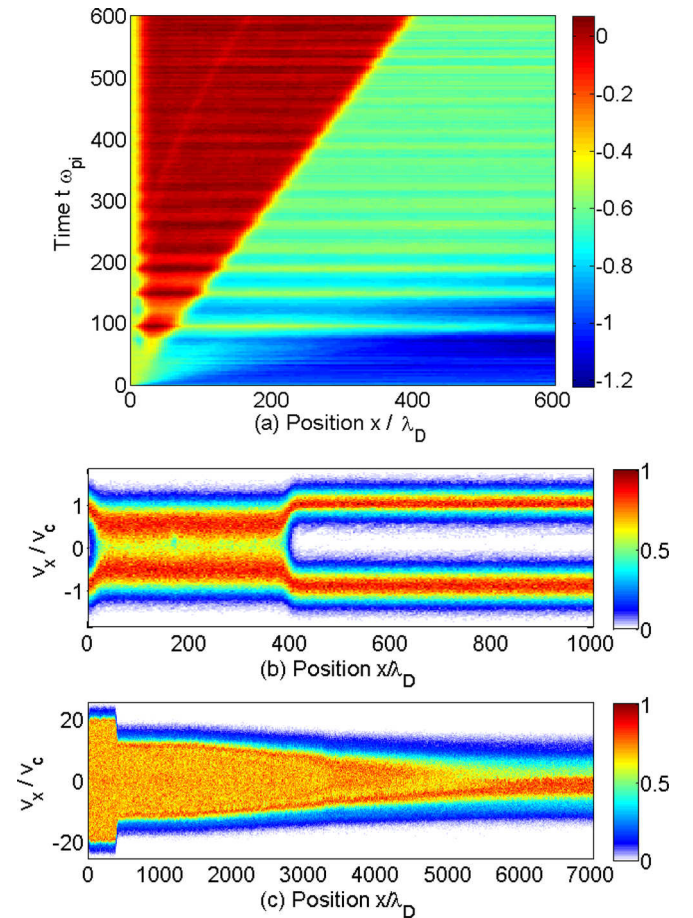 600
500
400
300
200
100
0
Time t ω_pi
0 200 400 600
(a) Position x / λ_D
0
-0.2
-0.4
-0.6
-0.8
-1
-1.2
1
0
-1
v_x / v_c
0 200 400 600 800 1000
(b) Position x/λ_D
1
0.5
0
20
0
-20
v_x / v_c
0 1000 2000 3000 4000 5000 6000 7000
(c) Position x/λ_D
1
0.5
0